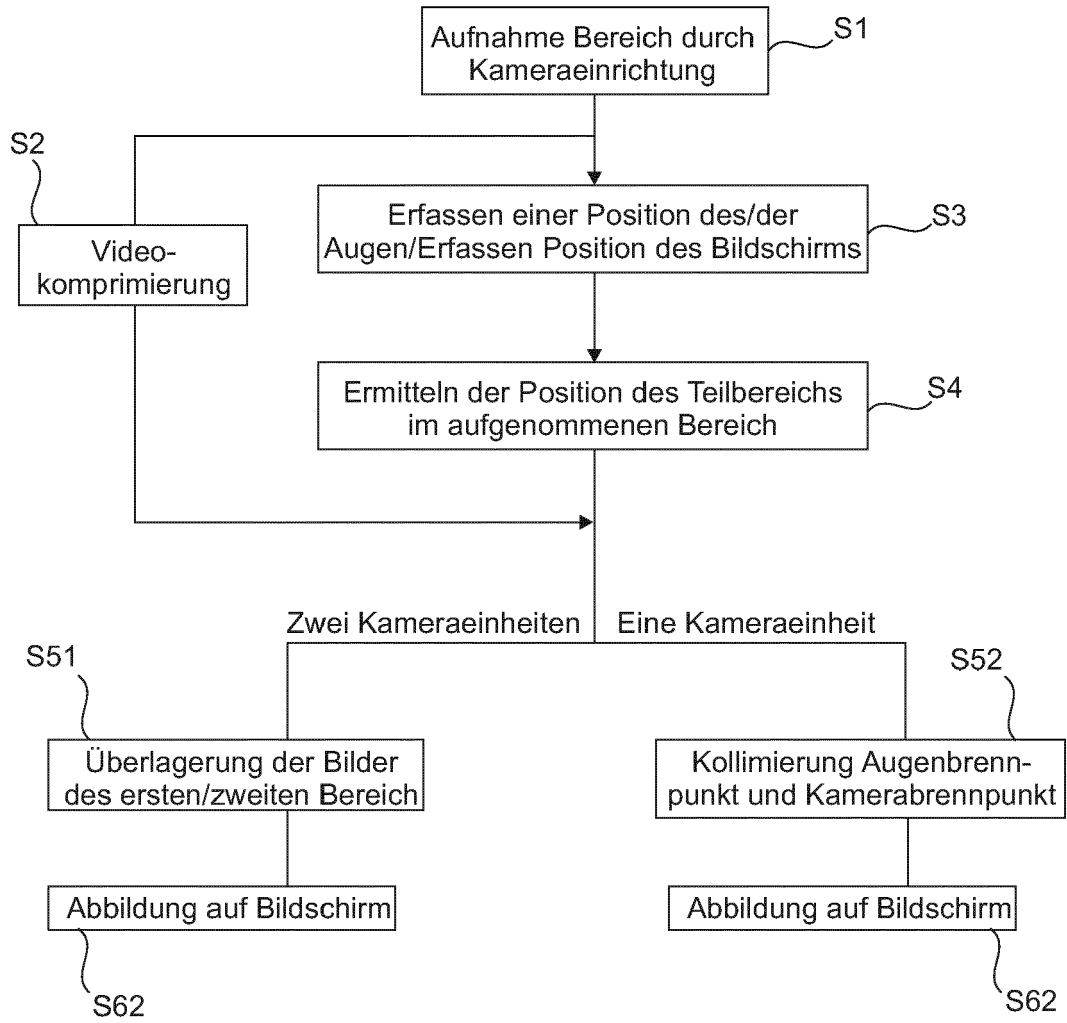 Aufnahme Bereich durch
Kameraeinrichtung
S1
S2
Video-
komprimierung
Erfassen einer Position des/der
Augen/Erfassen Position des Bildschirms
S3
Ermitteln der Position des Teilbereichs
im aufgenommenen Bereich
S4
Zwei Kameraeinheiten
Eine Kameraeinheit
S51
Überlagerung der Bilder
des ersten/zweiten Bereich
S52
Kollimierung Augenbrenn-
punkt und Kamerabrennpunkt
Abbildung auf Bildschirm
S62
Abbildung auf Bildschirm
S62